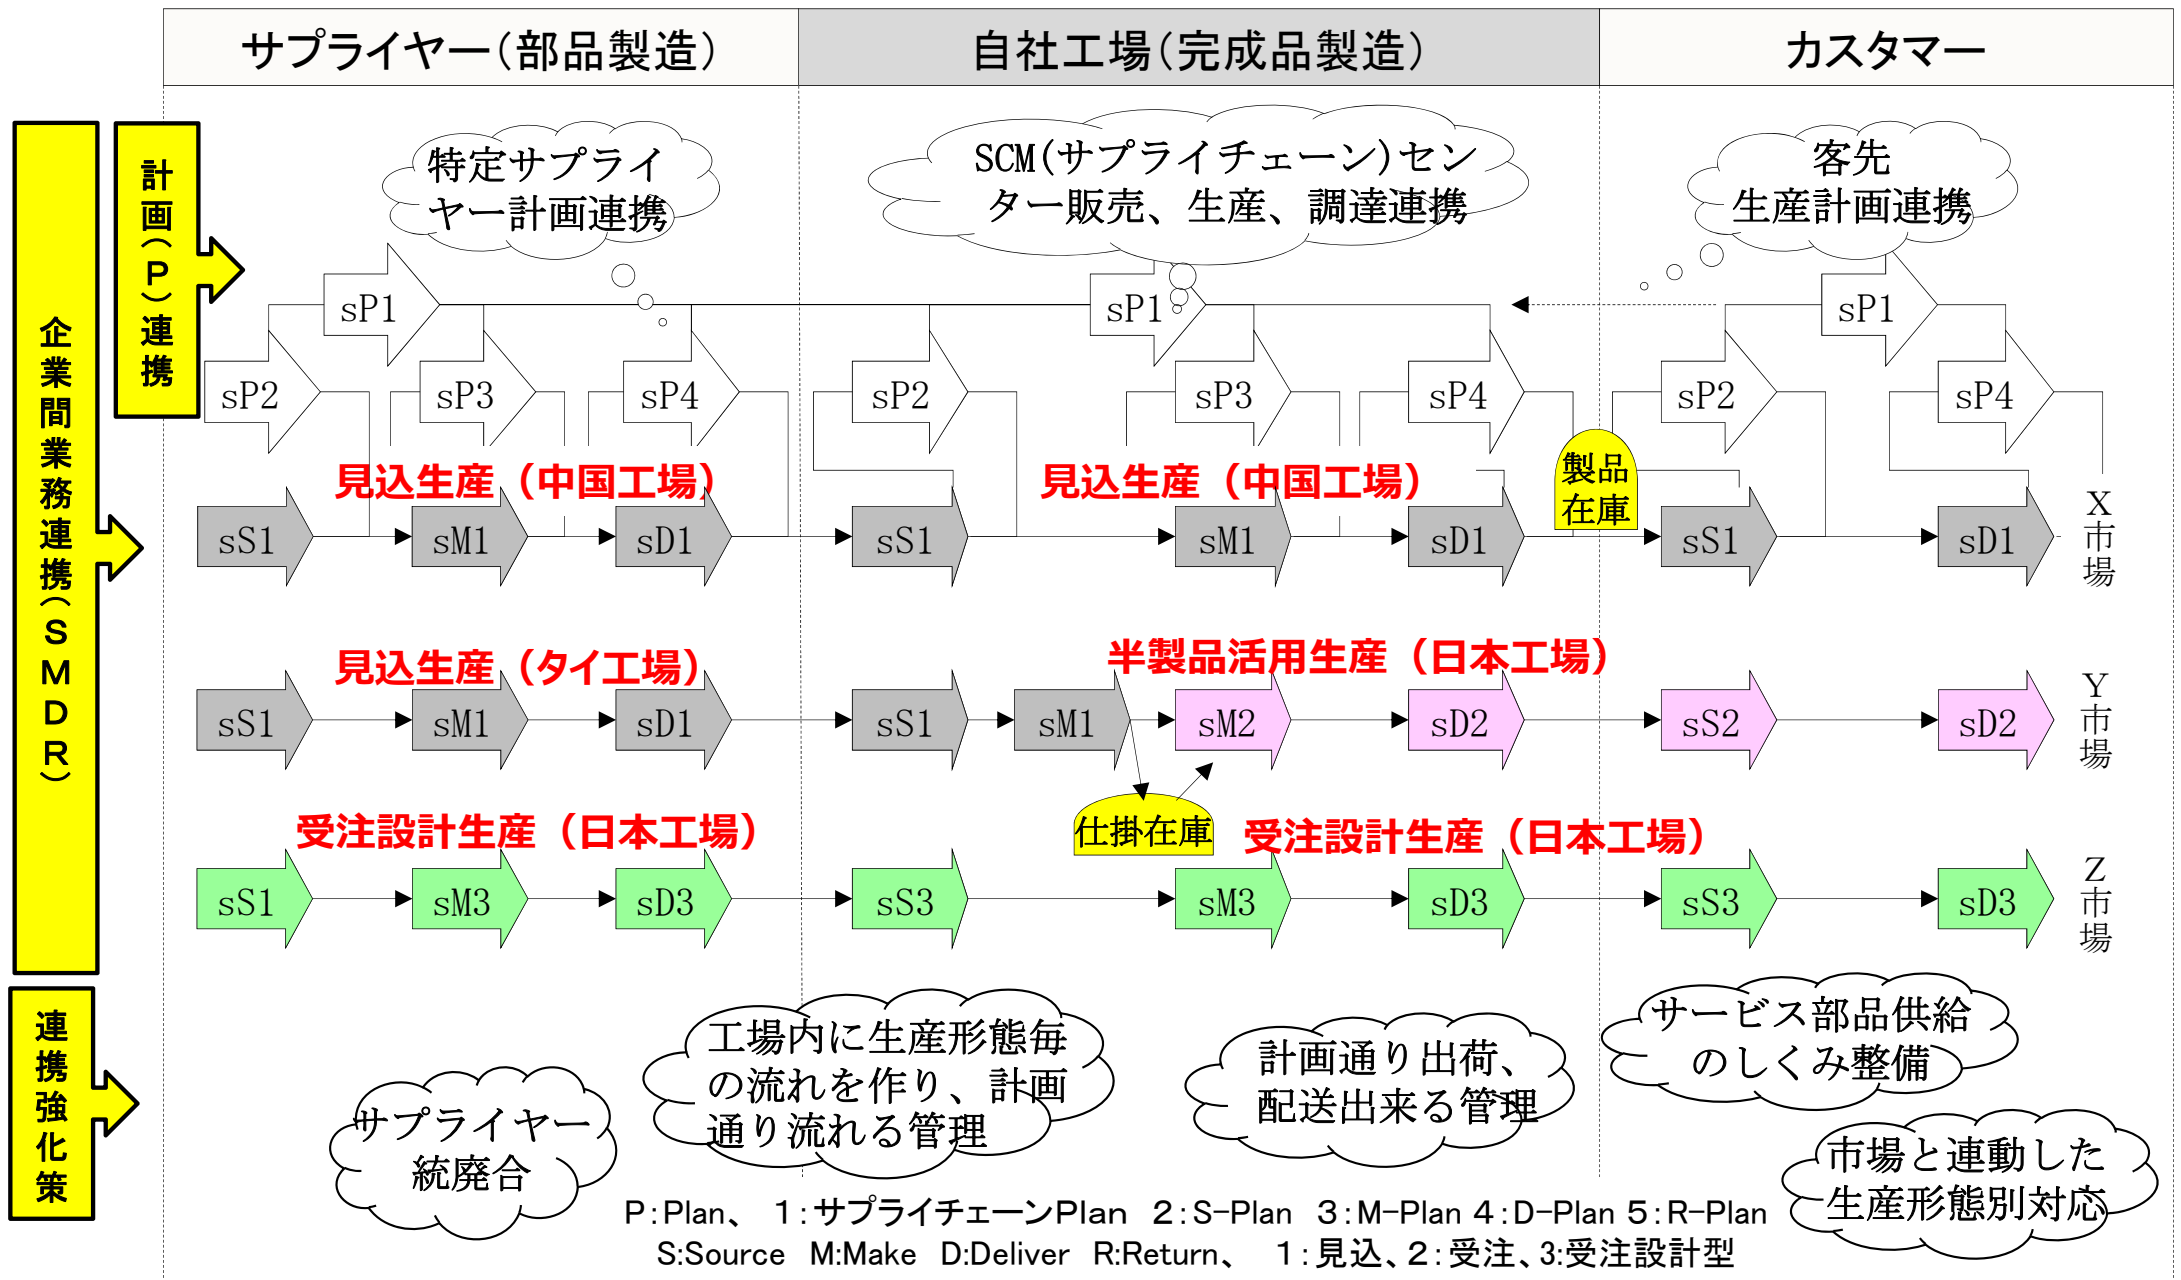 サプライヤー（部品製造）
自社工場（完成品製造）
カスタマー
企業間業務連携（SMDR）
計画（P）連携
特定サプライ
ヤー計画連携
SCM(サプライチェーン)セン
ター販売、生産、調達連携
客先
生産計画連携
sP1
sP1
sP1
sP2
sP3
sP4
sP2
sP3
sP4
sP2
sP4
見込生産（中国工場）
見込生産（中国工場）
製品
在庫
sS1
sM1
sD1
sS1
sM1
sD1
sS1
sD1
X市場
見込生産（タイ工場）
半製品活用生産（日本工場）
sS1
sM1
sD1
sS1
sM1
sM2
sD2
sS2
sD2
Y市場
仕掛在庫
受注設計生産（日本工場）
受注設計生産（日本工場）
sS1
sM3
sD3
sS3
sM3
sD3
sS3
sD3
Z市場
連携強化策
サプライヤー
統廃合
工場内に生産形態毎
の流れを作り、計画
通り流れる管理
計画通り出荷、
配送出来る管理
サービス部品供給
のしくみ整備
市場と連動した
生産形態別対応
P：Plan、　1：サプライチェーンPlan　2：S-Plan　3：M-Plan 4：D-Plan 5：R-Plan
S:Source　M:Make　D:Deliver　R:Return、　1：見込、2：受注、3:受注設計型